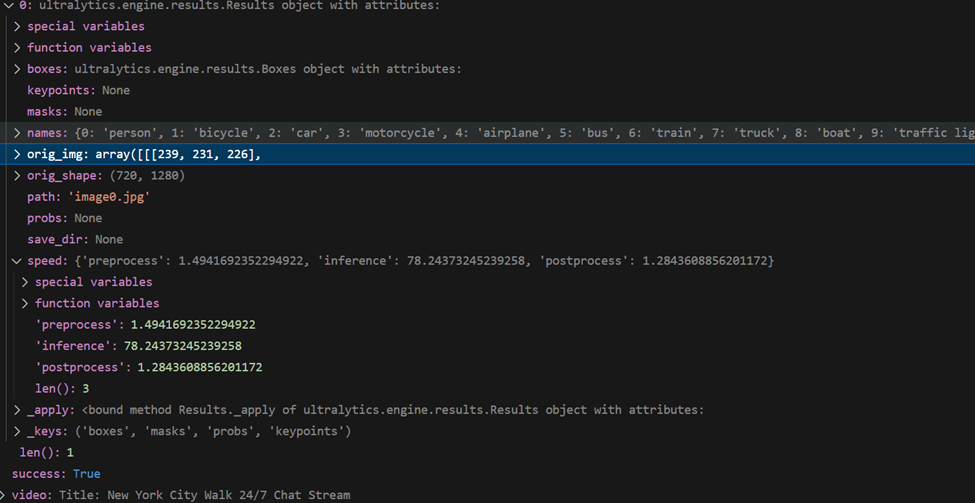 0: ultralytics.engine.results.Results object with attributes:
special variables
function variables
boxes: ultralytics.engine.results.Boxes object with attributes:
keypoints: None
masks: None
names: {0: 'person', 1: 'bicycle', 2: 'car', 3: 'motorcycle', 4: 'airplane', 5: 'bus', 6: 'train', 7: 'truck', 8: 'boat', 9: 'traffic lig
orig_img: array([[[239, 231, 226],
orig_shape: (720, 1280)
path: 'image0.jpg'
probs: None
save_dir: None
speed: {'preprocess': 1.4941692352294922, 'inference': 78.24373245239258, 'postprocess': 1.2843608856201172}
special variables
function variables
'preprocess': 1.4941692352294922
'inference': 78.24373245239258
'postprocess': 1.2843608856201172
len(): 3
_apply: <bound method Results._apply of ultralytics.engine.results.Results object with attributes:
_keys: ('boxes', 'masks', 'probs', 'keypoints')
len(): 1
success: True
video: Title: New York City Walk 24/7 Chat Stream